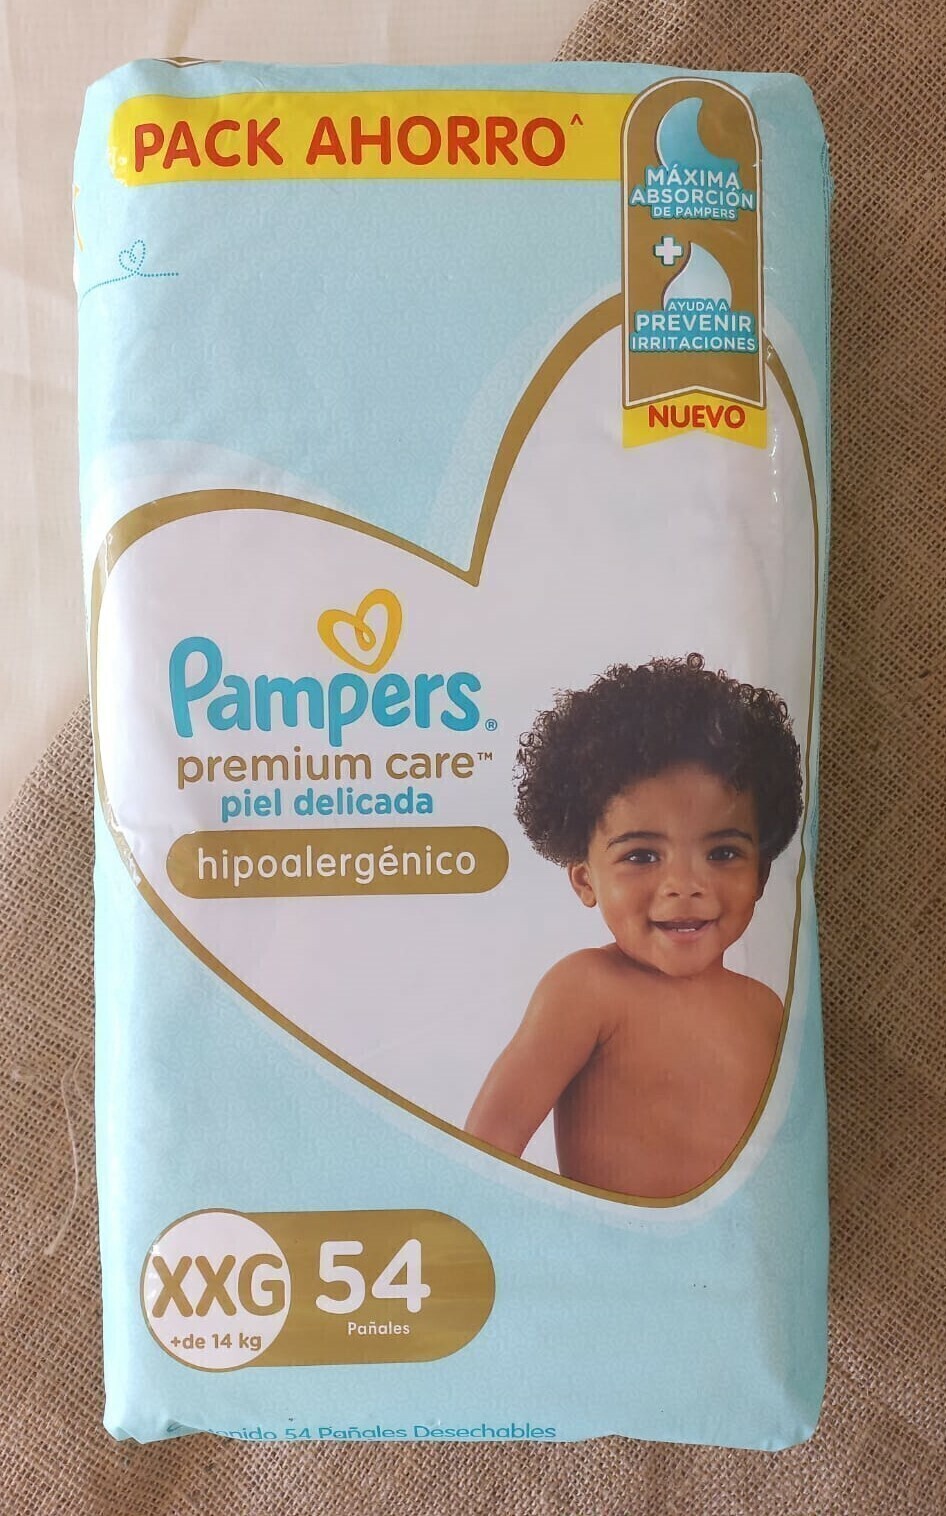 PACK AHORRO^
MÁXIMA
ABSORCIÓN
DE PAMPERS
+
AYUDA A
PREVENIR
IRRITACIONES
NUEVO
Pampers®
premium care™
piel delicada
hipoalergénico
XXG 54
+de 14 kg Pañales
54 Pañales Desechables